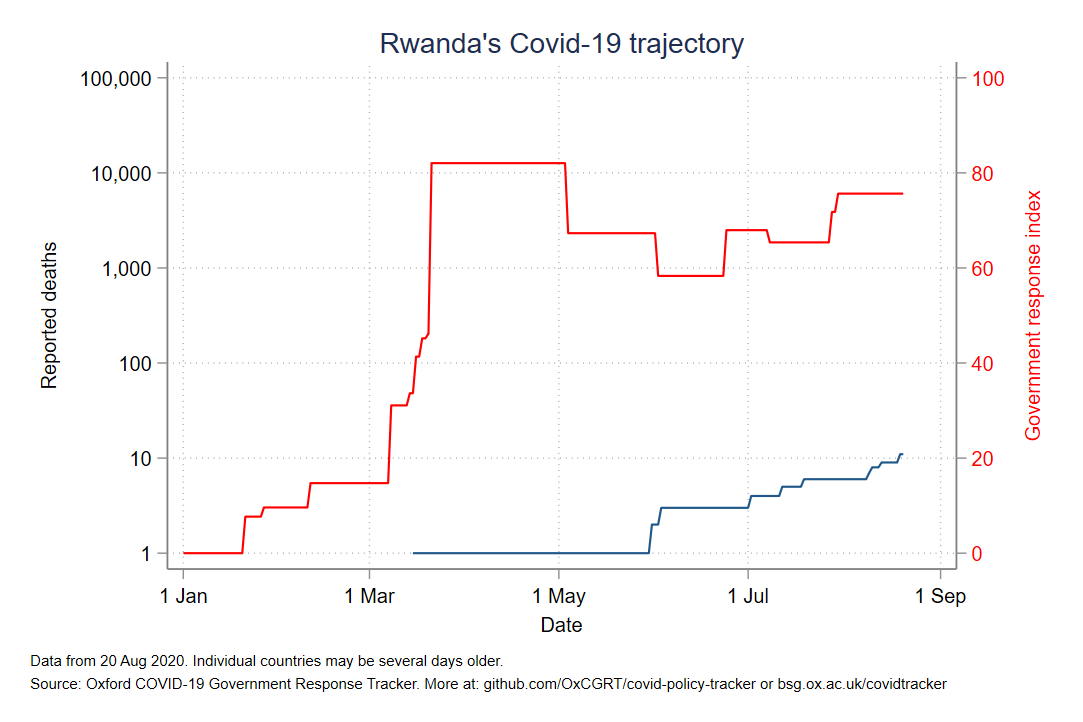 Rwanda's Covid-19 trajectory
100,000
10,000
1,000
100
10
1
Reported deaths
100
80
60
40
20
0
Government response index
1 Jan
1 Mar
1 May
1 Jul
1 Sep
Date
Data from 20 Aug 2020. Individual countries may be several days older.
Source: Oxford COVID-19 Government Response Tracker. More at: github.com/OxCGRT/covid-policy-tracker or bsg.ox.ac.uk/covidtracker